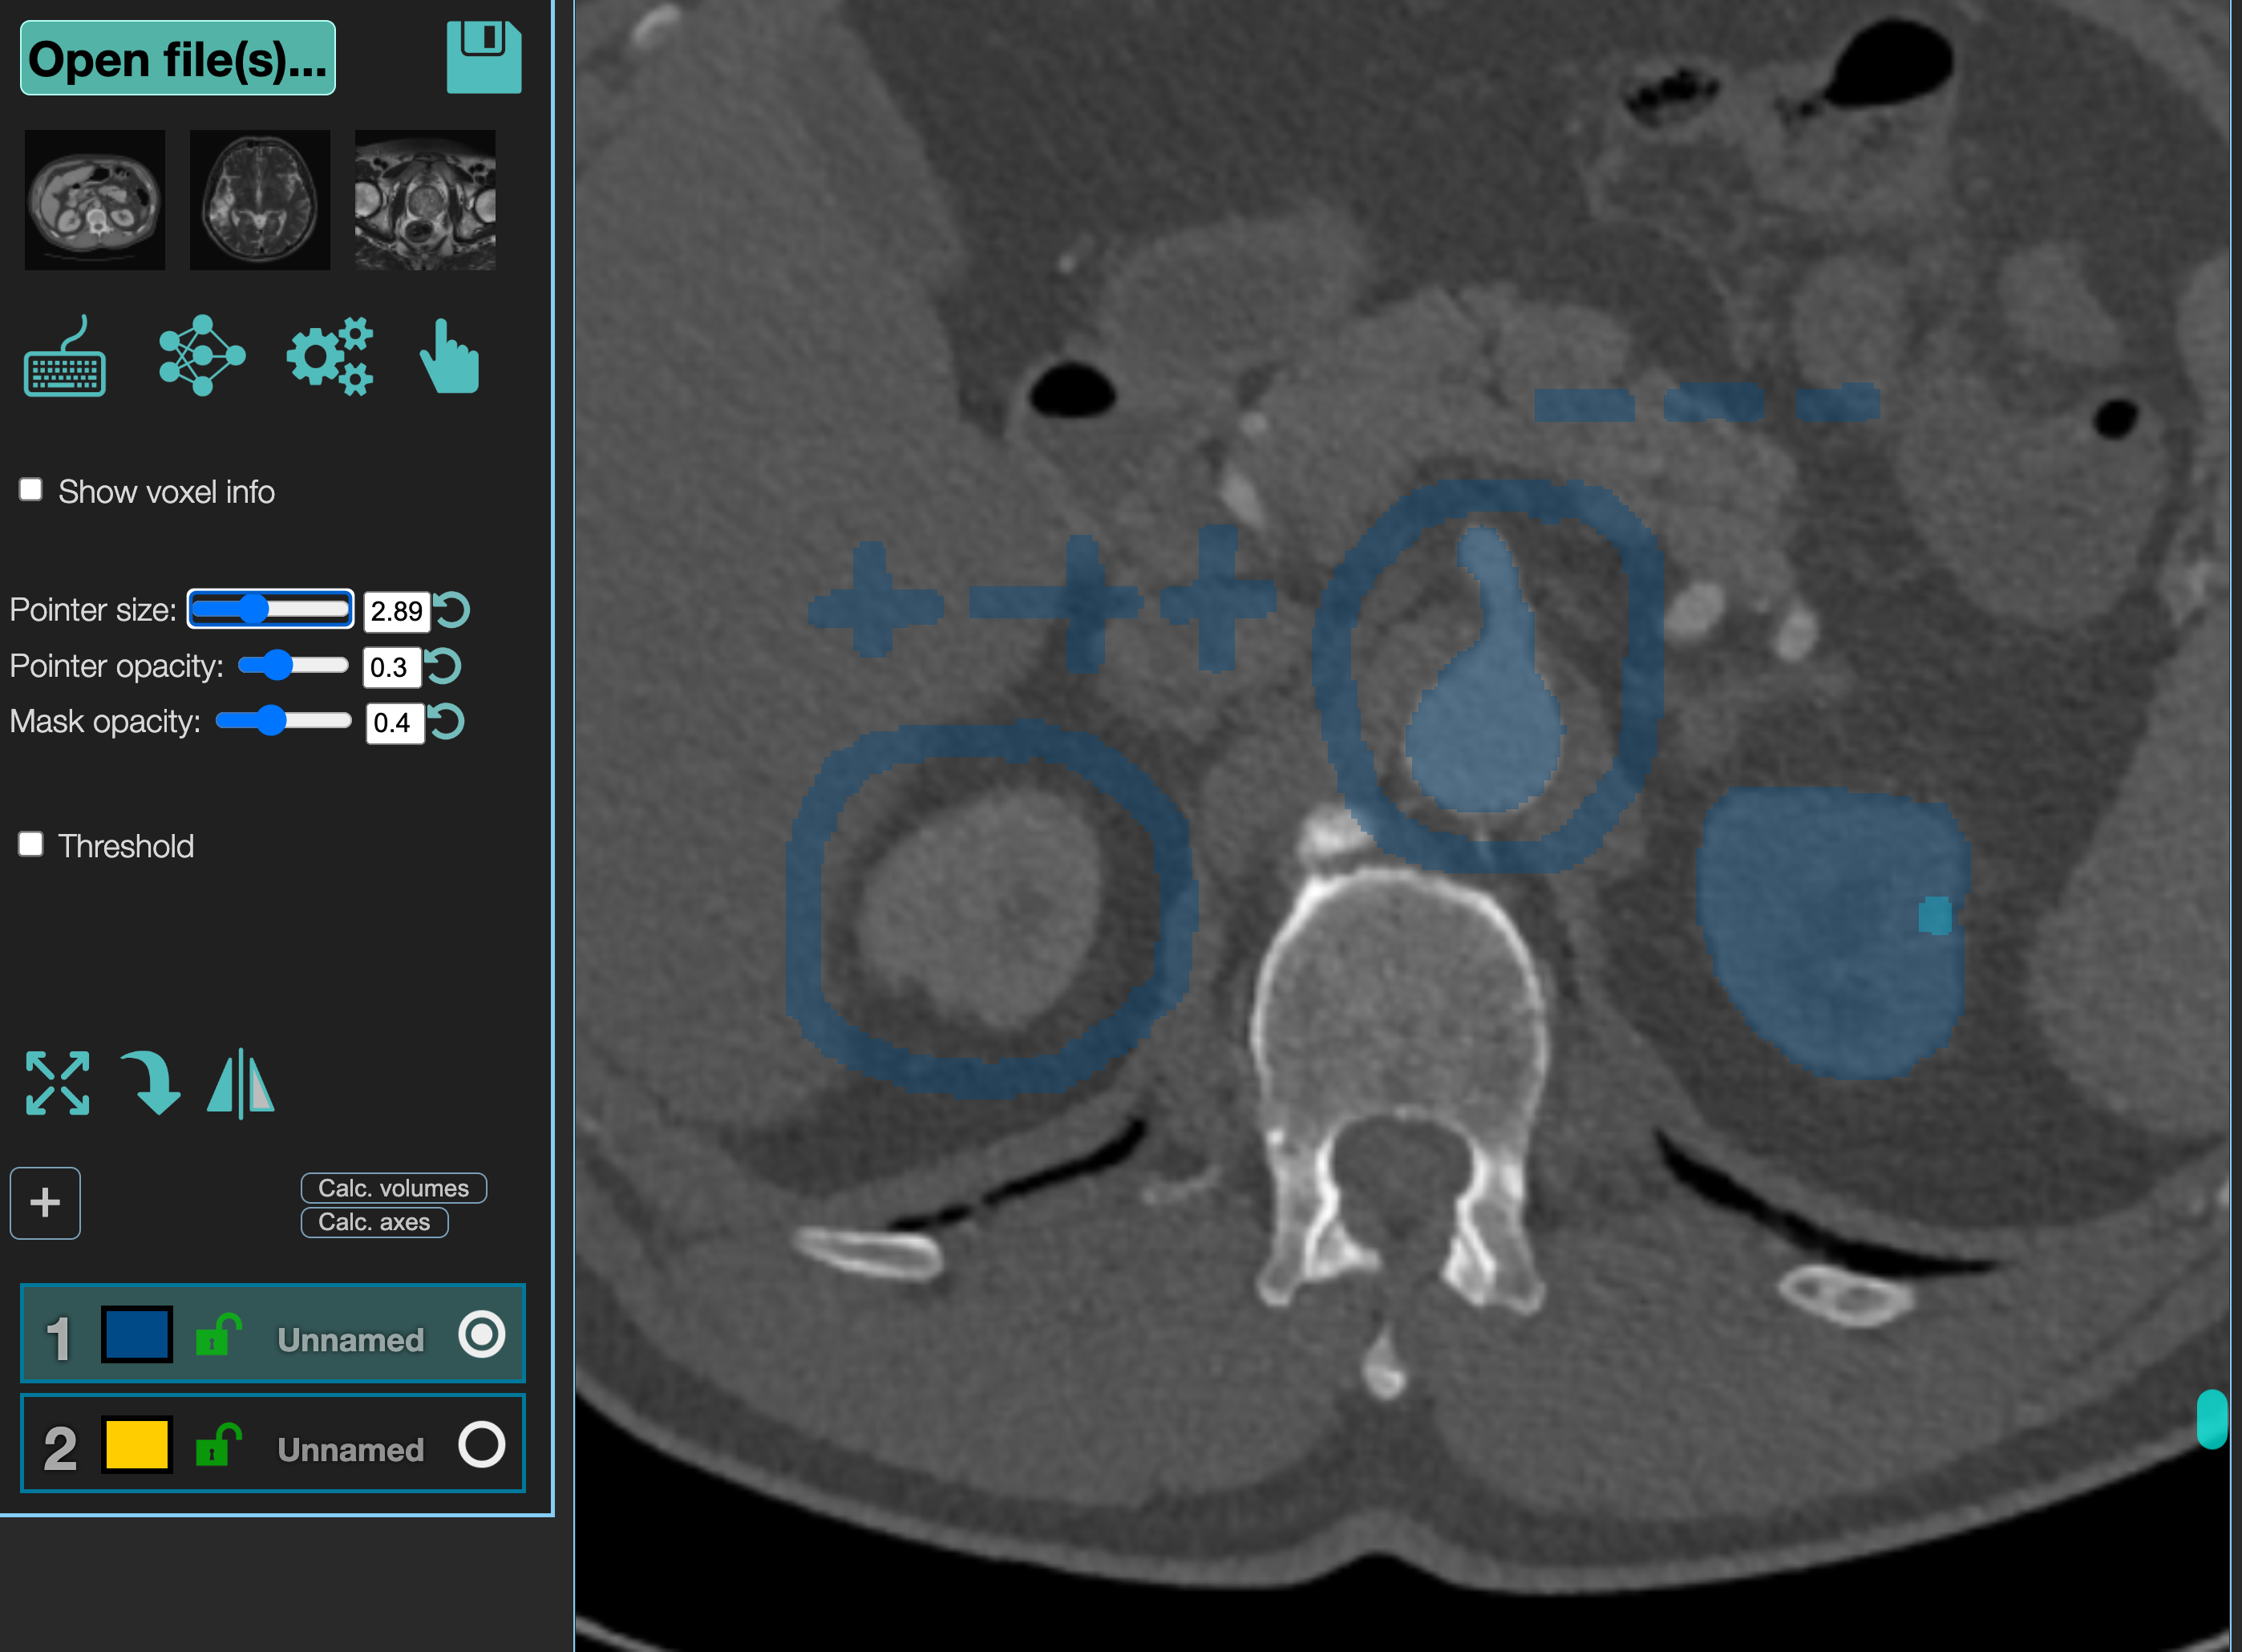 Open file(s)...
Show voxel info
Pointer size: 2.89
Pointer opacity: 0.3
Mask opacity: 0.4
Threshold
+
Calc. volumes
Calc. axes
1 Unnamed
2 Unnamed
+ + +
- - -